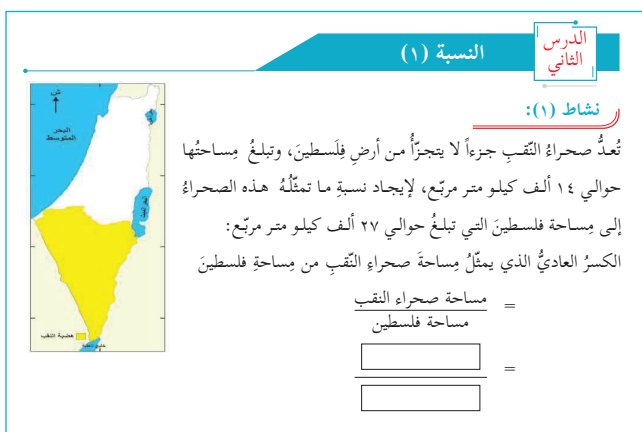 الدرس
الثاني
النسبة (١)
نشاط (١):
تُعدُّ صحراءُ النّقبِ جزءاً لا يتجزّأُ من أرضِ فِلَسطينَ، وتبلغُ مِساحتُها
حوالي ١٤ ألف كيلو متر مربّع، لإيجاد نسبةِ ما تمثّلُهُ هذه الصحراءُ
إلى مِساحة فلسطينَ التي تبلغُ حوالي ٢٧ ألف كيلو متر مربّع:
الكسرُ العاديُّ الذي يمثّلُ مِساحةَ صحراءِ النّقبِ من مِساحةِ فلسطينَ
= مساحة صحراء النقب
مساحة فلسطين
=
ش
البحر
المتوسط
هضبة النقب